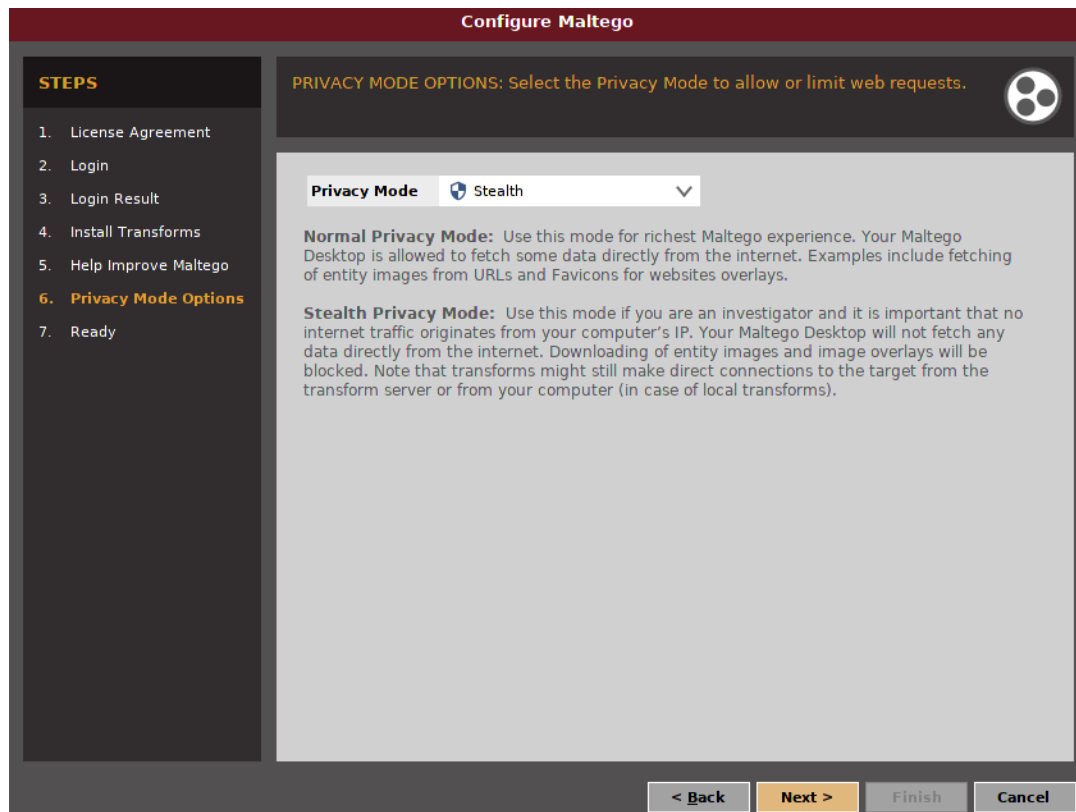 Configure Maltego
STEPS
1. License Agreement
2. Login
3. Login Result
4. Install Transforms
5. Help Improve Maltego
6. Privacy Mode Options
7. Ready
PRIVACY MODE OPTIONS: Select the Privacy Mode to allow or limit web requests.
Privacy Mode Stealth
Normal Privacy Mode: Use this mode for richest Maltego experience. Your Maltego
Desktop is allowed to fetch some data directly from the internet. Examples include fetching
of entity images from URLs and Favicons for websites overlays.
Stealth Privacy Mode: Use this mode if you are an investigator and it is important that no
internet traffic originates from your computer's IP. Your Maltego Desktop will not fetch any
data directly from the internet. Downloading of entity images and image overlays will be
blocked. Note that transforms might still make direct connections to the target from the
transform server or from your computer (in case of local transforms).
< Back Next > Finish Cancel